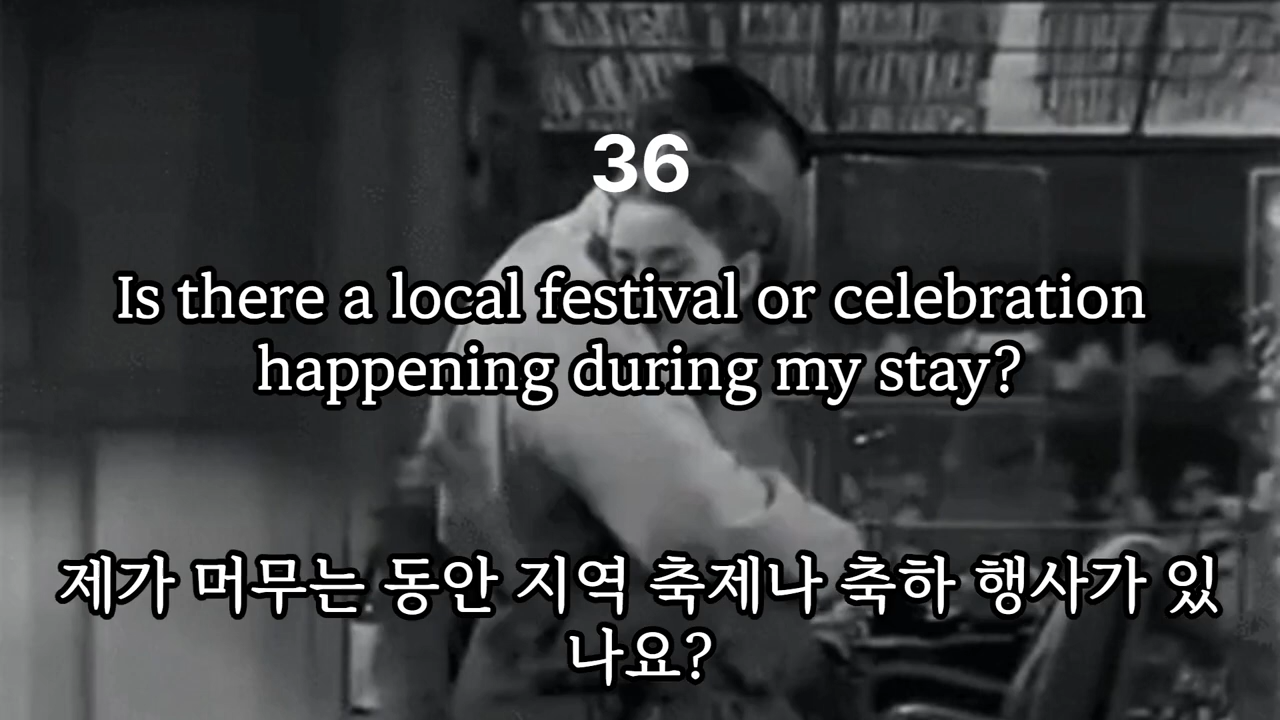 36
Is there a local festival or celebration
happening during my stay?
제가 머무는 동안 지역 축제나 축하 행사가 있
나요?